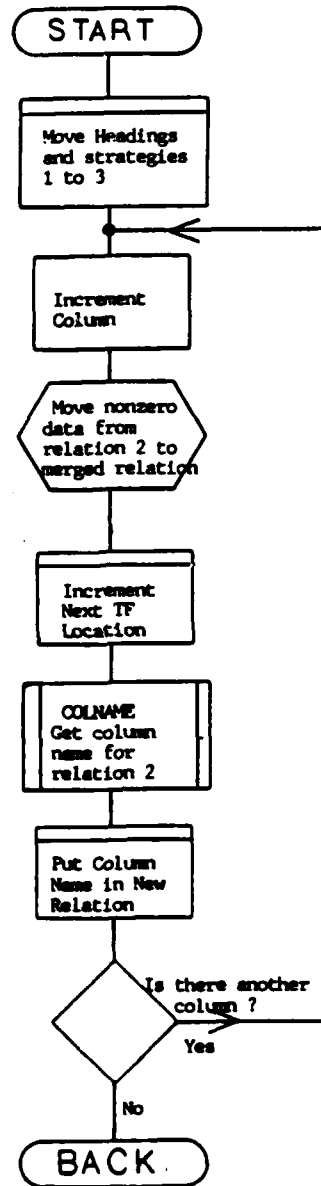 START
Move Headings
and strategies
1 to 3
Increment
Column
Move nonzero
data from
relation 2 to
merged relation
Increment
Next TF
Location
COLNAME
Get column
name for
relation 2
Put Column
Name in New
Relation
Is there another
column ?
Yes
No
BACK